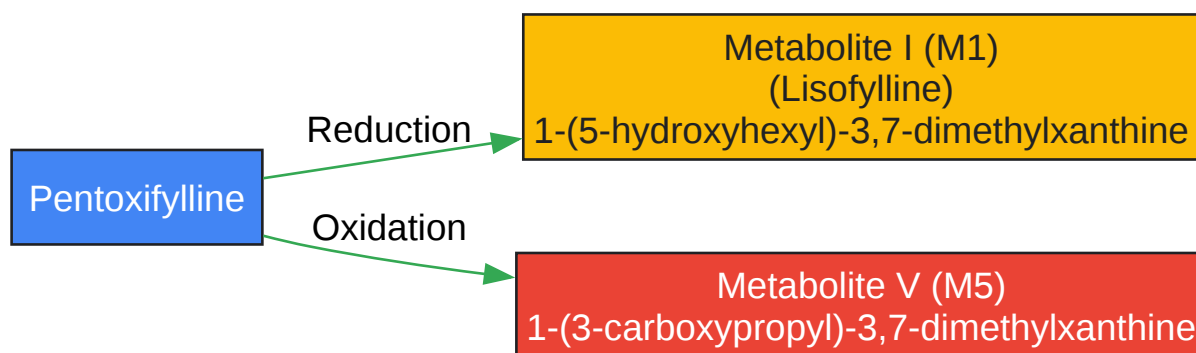 Metabolite I (M1)
(Lisofylline)
1-(5-hydroxyhexyl)-3,7-dimethylxanthine
Reduction
Pentoxifylline
Oxidation
Metabolite V (M5)
1-(3-carboxypropyl)-3,7-dimethylxanthine